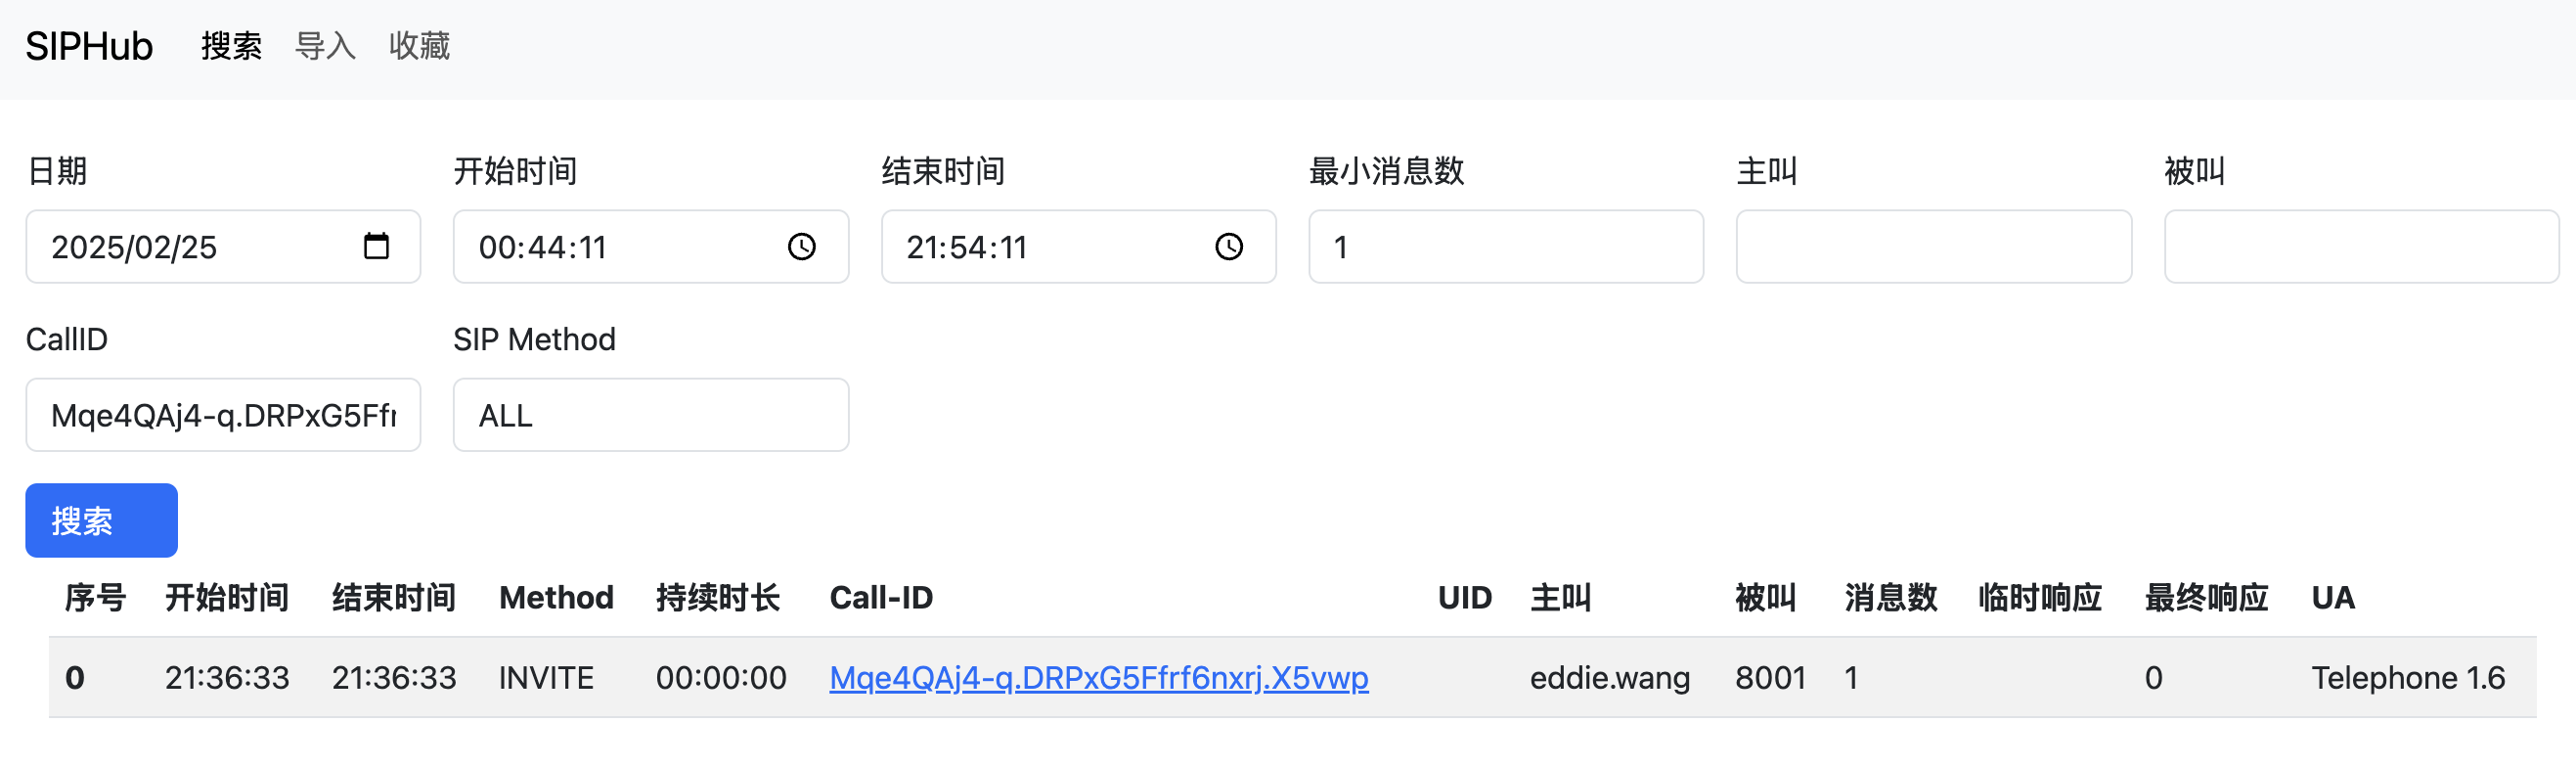 SIPHub 搜索 导入 收藏
日期 开始时间 结束时间 最小消息数 主叫 被叫
2025/02/25 00:44:11 21:54:11 1
CallID SIP Method
Mqe4QAj4-q.DRPxG5Ffr ALL
搜索
序号 开始时间 结束时间 Method 持续时长 Call-ID UID 主叫 被叫 消息数 临时响应 最终响应 UA
0 21:36:33 21:36:33 INVITE 00:00:00 Mqe4QAj4-q.DRPxG5Ffrf6nxrj.X5vwp eddie.wang 8001 1 0 Telephone 1.6